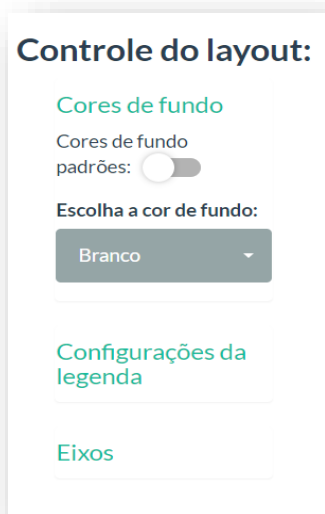 Controle do layout:
Cores de fundo
Cores de fundo
padrões:
Escolha a cor de fundo:
Branco
Configurações da
legenda
Eixos